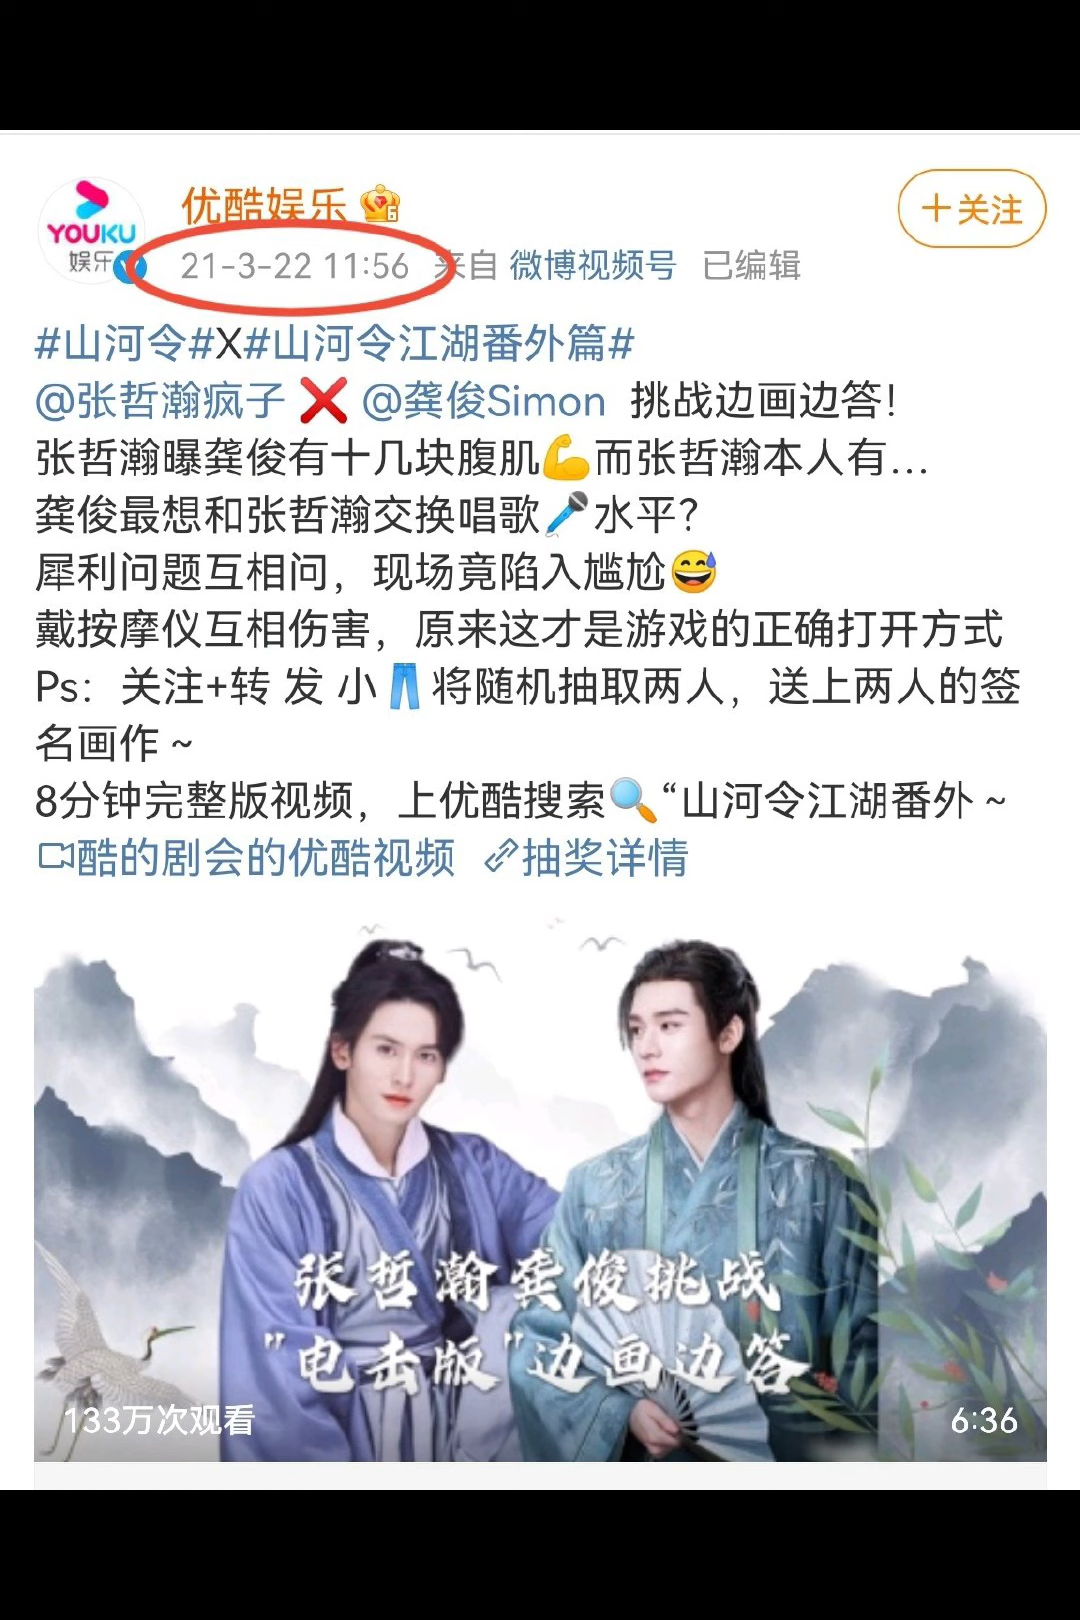 YOUKU
娱乐
优酷娱乐
6
+关注
21-3-22 11:56 来自 微博视频号 已编辑
#山河令#X#山河令江湖番外篇#
@张哲瀚疯子 ❌ @龚俊Simon 挑战边画边答!
张哲瀚曝龚俊有十几块腹肌💪而张哲瀚本人有...
龚俊最想和张哲瀚交换唱歌🎤水平?
犀利问题互相问，现场竟陷入尴尬😅
戴按摩仪互相伤害，原来这才是游戏的正确打开方式
Ps：关注+转 发 小👖将随机抽取两人，送上两人的签
名画作～
8分钟完整版视频，上优酷搜索🔍“山河令江湖番外～
酷的剧会的优酷视频 抽奖详情
张哲瀚龚俊挑战
"电击版"边画边答
133万次观看
6:36